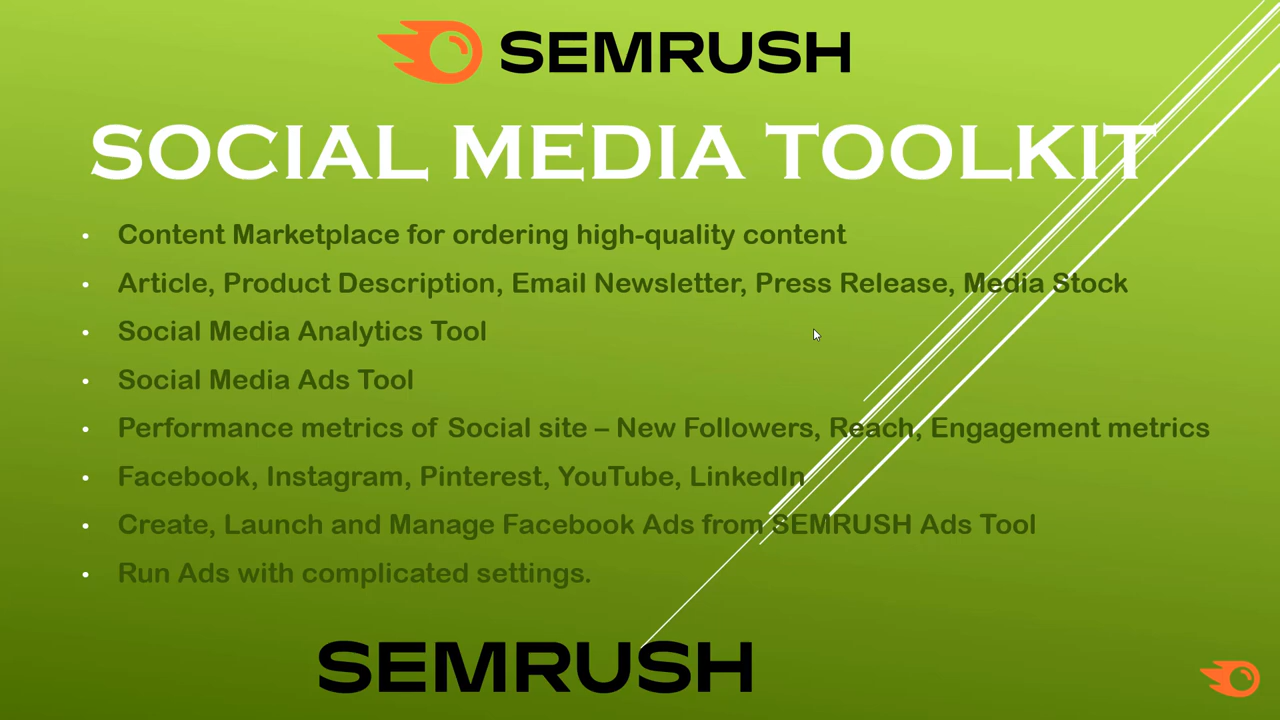 SEMRUSH
SOCIAL MEDIA TOOLKIT
• Content Marketplace for ordering high-quality content
• Article, Product Description, Email Newsletter, Press Release, Media Stock
• Social Media Analytics Tool
• Social Media Ads Tool
• Performance metrics of Social site – New Followers, Reach, Engagement metrics
• Facebook, Instagram, Pinterest, YouTube, LinkedIn
• Create, Launch and Manage Facebook Ads from SEMRUSH Ads Tool
• Run Ads with complicated settings.
SEMRUSH